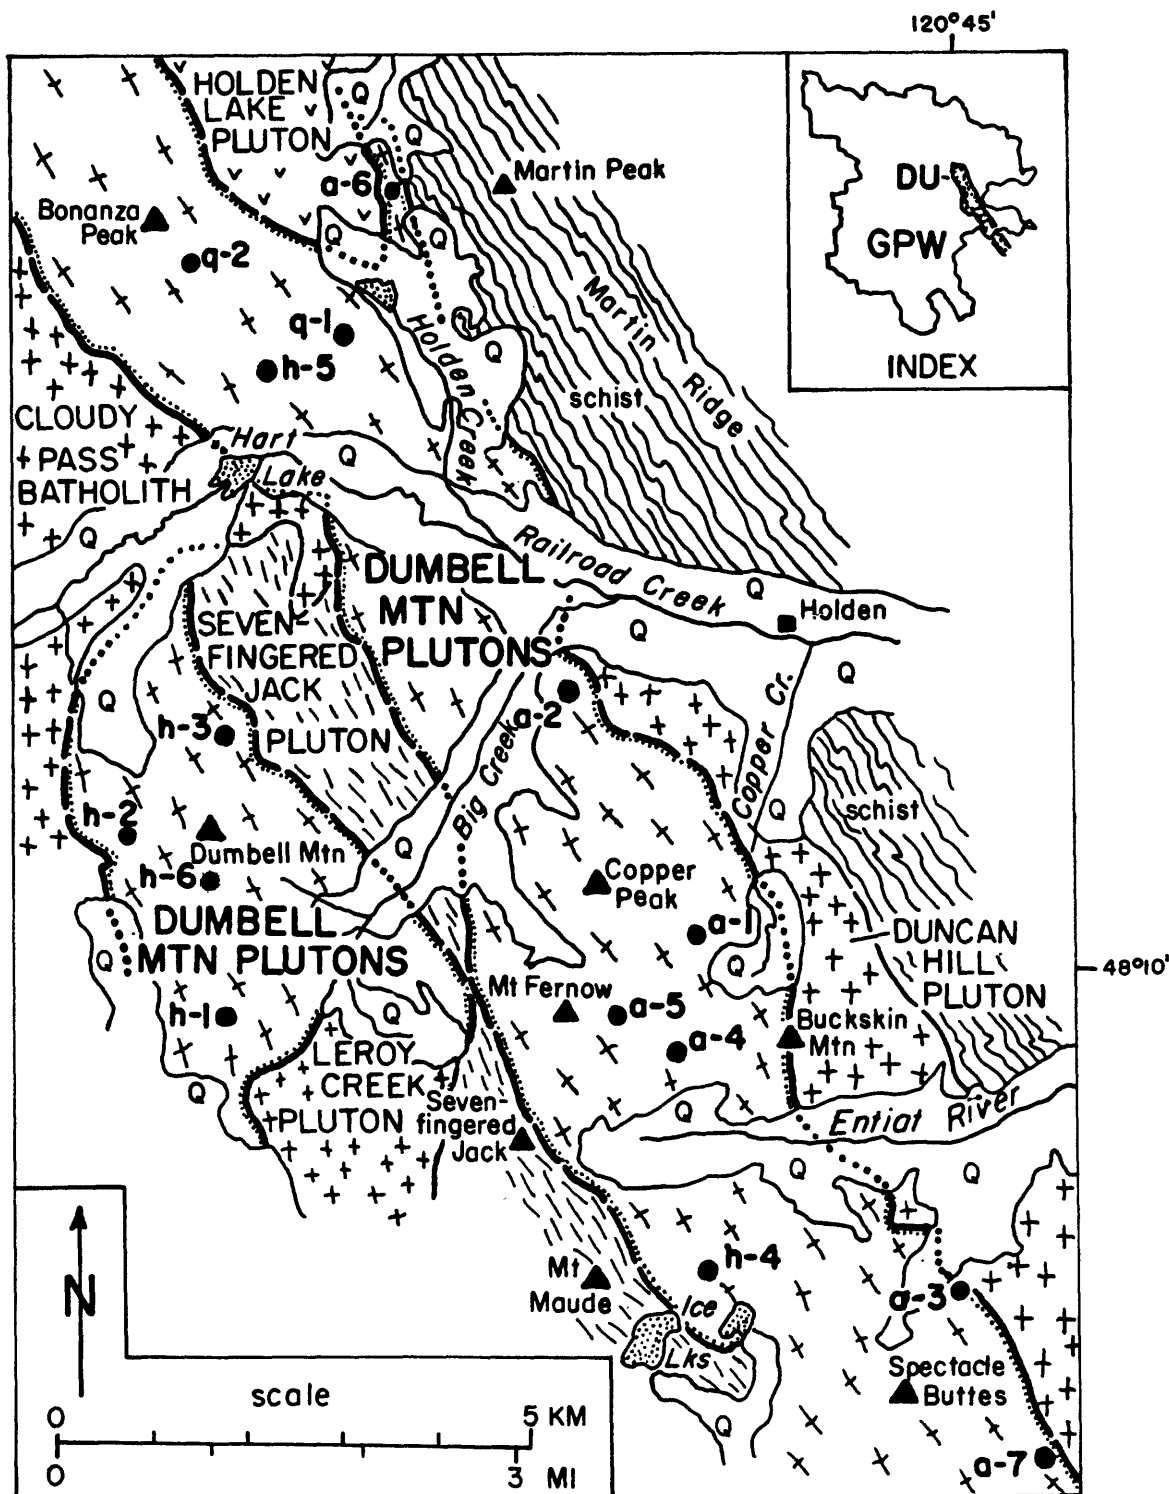 120°45'
HOLDEN
LAKE
PLUTON
Q
Q
a-6
Martin Peak
DU
GPW
INDEX
Bonanza
Peak
q-2
Q
Q
Martin
Ridge
q-1
h-5
Holden
Creek
Q
schist
CLOUDY
PASS
BATHOLITH
Hart
Lake
Q
Q
Railroad Creek
Q
Holden
DUMBELL
MTN
PLUTONS
SEVEN-
FINGERED
JACK
PLUTON
Q
Q
Q
Copper Cr.
a-2
h-3
Big Creek
Q
schist
h-2
Dumbell Mtn
Q
h-6
Copper
Peak
a-1
DUMBELL
MTN PLUTONS
Q
Q
DUNCAN
HILL
PLUTON
48°10'
Mt Fernow
a-5
h-1
Q
a-4
Buckskin
Mtn
LEROY
CREEK
PLUTON
Q
Seven-
fingered
Jack
Q
Entiat River
Q
Q
N
Mt
Maude
h-4
Ice
Lks
a-3
Spectacle
Buttes
Q
a-7
scale
0 5 KM
0 3 MI